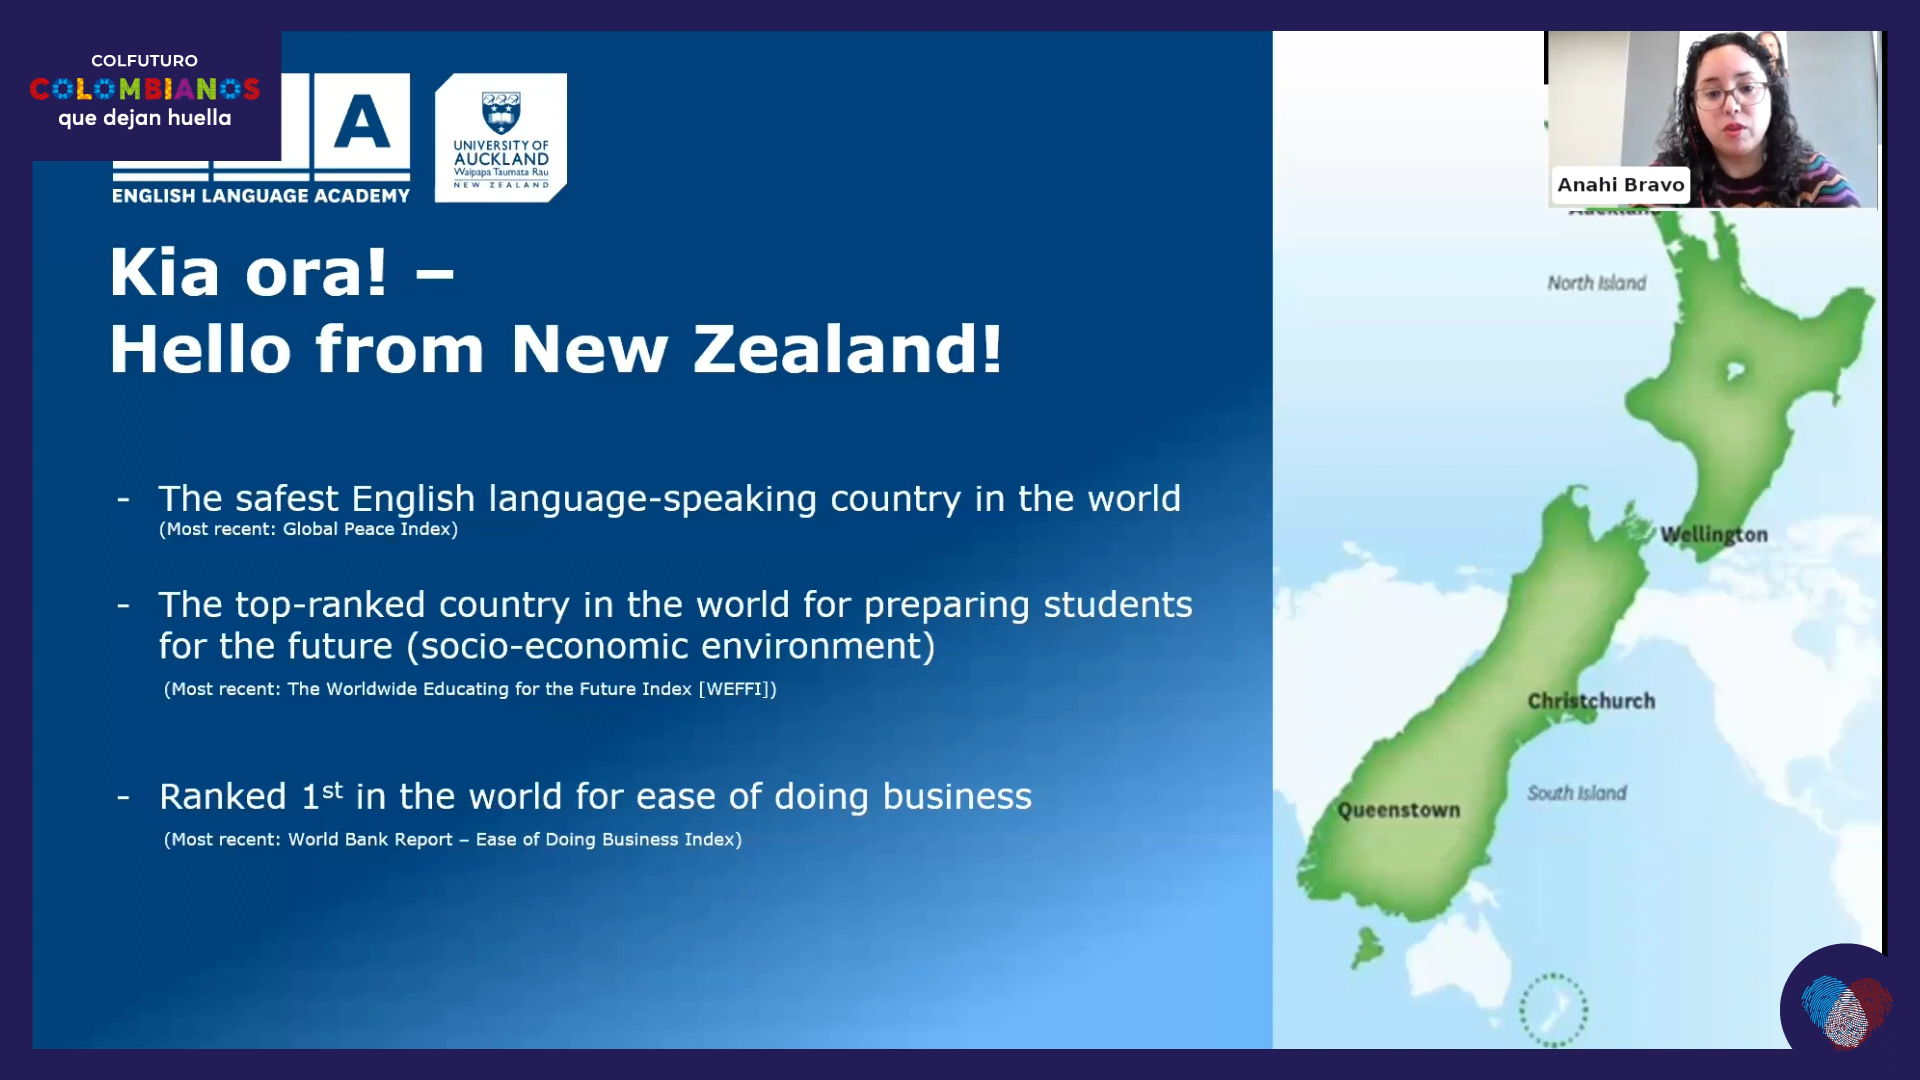 COLFUTURO
COLOMBIANOS
que dejan huella
A
ENGLISH LANGUAGE ACADEMY
UNIVERSITY OF
AUCKLAND
Waipapa Taumata Rau
NEW ZEALAND
Kia ora! –
Hello from New Zealand!
- The safest English language-speaking country in the world
(Most recent: Global Peace Index)
- The top-ranked country in the world for preparing students
for the future (socio-economic environment)
(Most recent: The Worldwide Educating for the Future Index [WEFFI])
- Ranked 1st in the world for ease of doing business
(Most recent: World Bank Report – Ease of Doing Business Index)
Anahi Bravo
North Island
Wellington
Christchurch
South Island
Queenstown